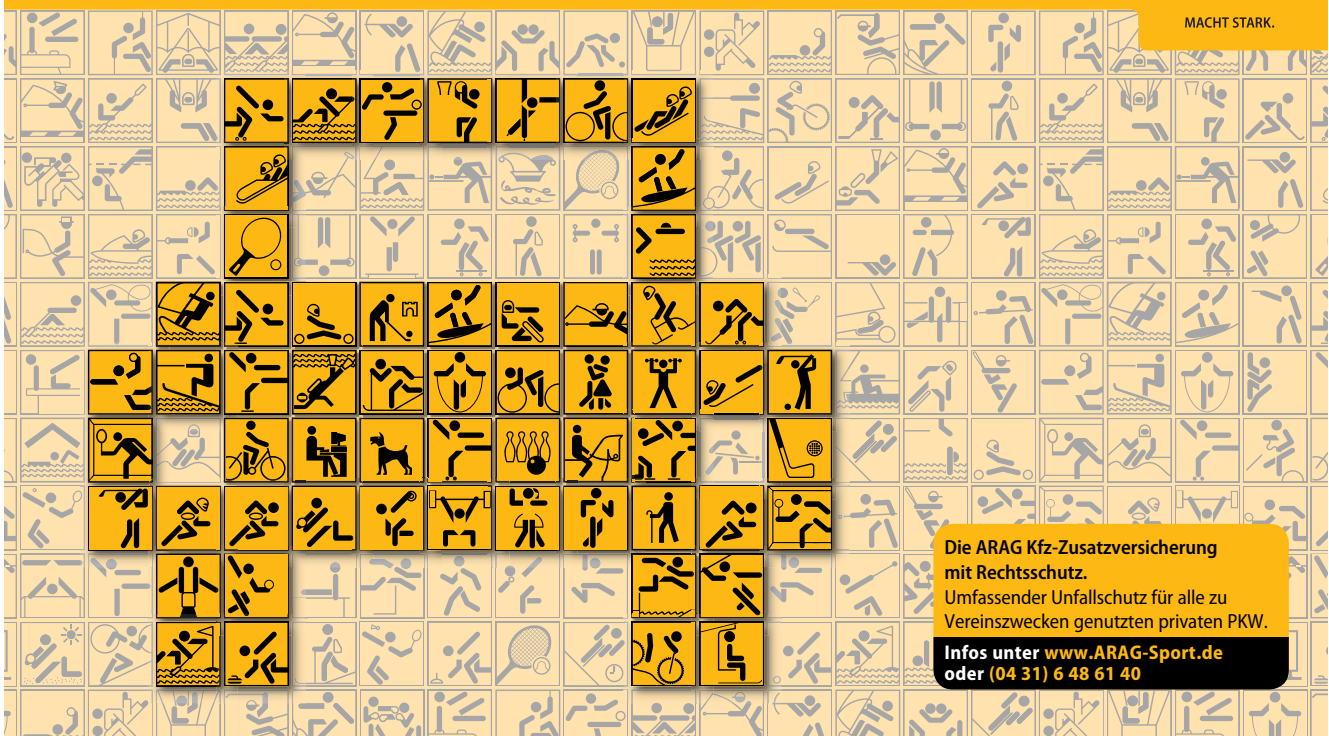 MACHT STARK.
Die ARAG Kfz-Zusatzversicherung
mit Rechtsschutz.
Umfassender Unfallschutz für alle zu
Vereinszwecken genutzten privaten PKW.
Infos unter www.ARAG-Sport.de
oder (04 31) 6 48 61 40